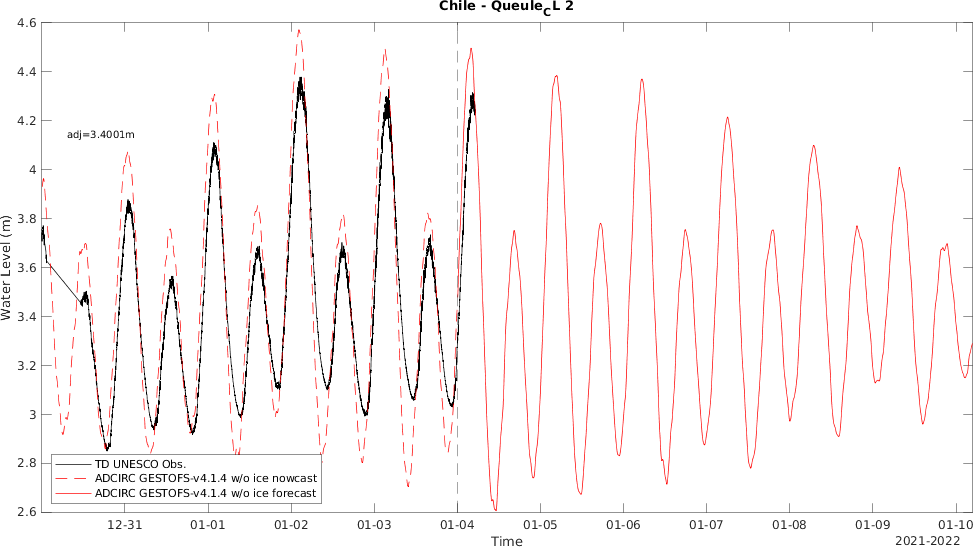 Chile - Queule_CL 2
4.6
4.4
4.2
4
3.8
3.6
3.4
3.2
3
2.8
2.6
Water Level (m)
adj=3.4001m
TD UNESCO Obs.
ADCIRC GESTOFS-v4.1.4 w/o ice nowcast
ADCIRC GESTOFS-v4.1.4 w/o ice forecast
12-31 01-01 01-02 01-03 01-04 01-05 01-06 01-07 01-08 01-09 01-10
Time
2021-2022